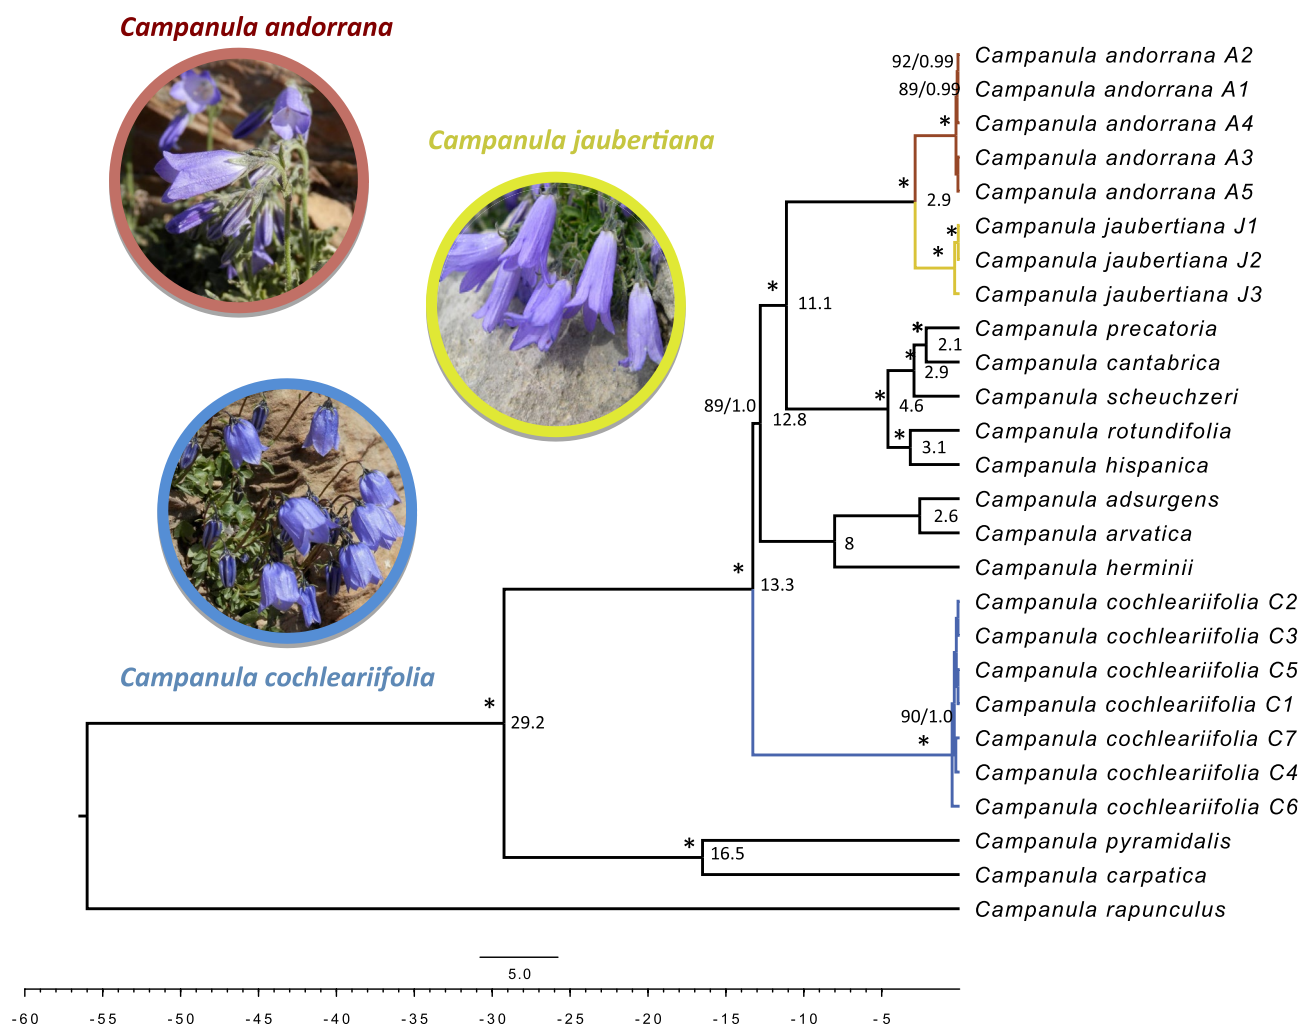 Campanula andorrana
Campanula jaubertiana
Campanula cochleariifolia
92/0.99
Campanula andorrana A2
89/0.99
Campanula andorrana A1
*
Campanula andorrana A4
Campanula andorrana A3
*
2.9
Campanula andorrana A5
*
Campanula jaubertiana J1
*
Campanula jaubertiana J2
Campanula jaubertiana J3
*
11.1
*
2.1
Campanula precatoria
*
2.9
Campanula cantabrica
*
4.6
Campanula scheuchzeri
89/1.0
12.8
*
3.1
Campanula rotundifolia
Campanula hispanica
2.6
Campanula adsurgens
Campanula arvatica
8
Campanula herminii
*
13.3
Campanula cochleariifolia C2
Campanula cochleariifolia C3
Campanula cochleariifolia C5
Campanula cochleariifolia C1
90/1.0
*
Campanula cochleariifolia C7
Campanula cochleariifolia C4
Campanula cochleariifolia C6
*
29.2
*
16.5
Campanula pyramidalis
Campanula carpatica
Campanula rapunculus
5.0
-60 -55 -50 -45 -40 -35 -30 -25 -20 -15 -10 -5